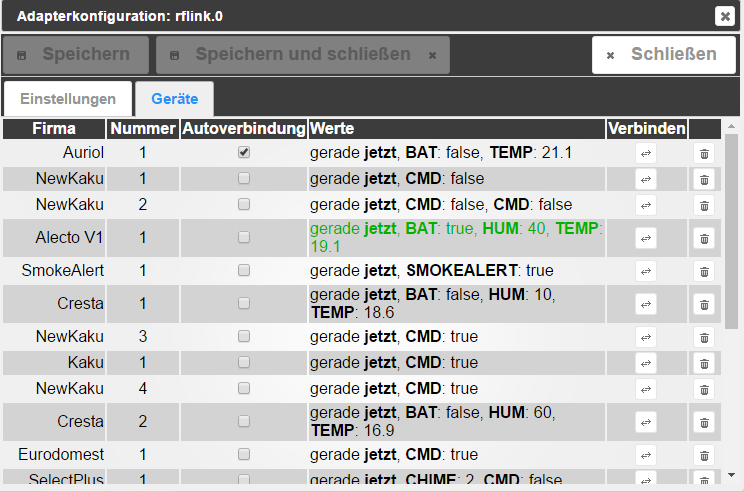 Adapterkonfiguration: rflink.0
Speichern Speichern und schließen Schließen
Einstellungen Geräte
Firma Nummer Autoverbindung Werte Verbinden
Auriol 1 gerade jetzt, BAT: false, TEMP: 21.1
NewKaku 1 gerade jetzt, CMD: false
NewKaku 2 gerade jetzt, CMD: false, CMD: false
Alecto V1 1 gerade jetzt, BAT: true, HUM: 40, TEMP:
19.1
SmokeAlert 1 gerade jetzt, SMOKEALERT: true
Cresta 1 gerade jetzt, BAT: false, HUM: 10,
TEMP: 18.6
NewKaku 3 gerade jetzt, CMD: true
Kaku 1 gerade jetzt, CMD: true
NewKaku 4 gerade jetzt, CMD: true
Cresta 2 gerade jetzt, BAT: false, HUM: 60,
TEMP: 16.9
Eurodomest 1 gerade jetzt, CMD: true
SelectPlus 1 gerade jetzt, CHIME: 2, CMD: false